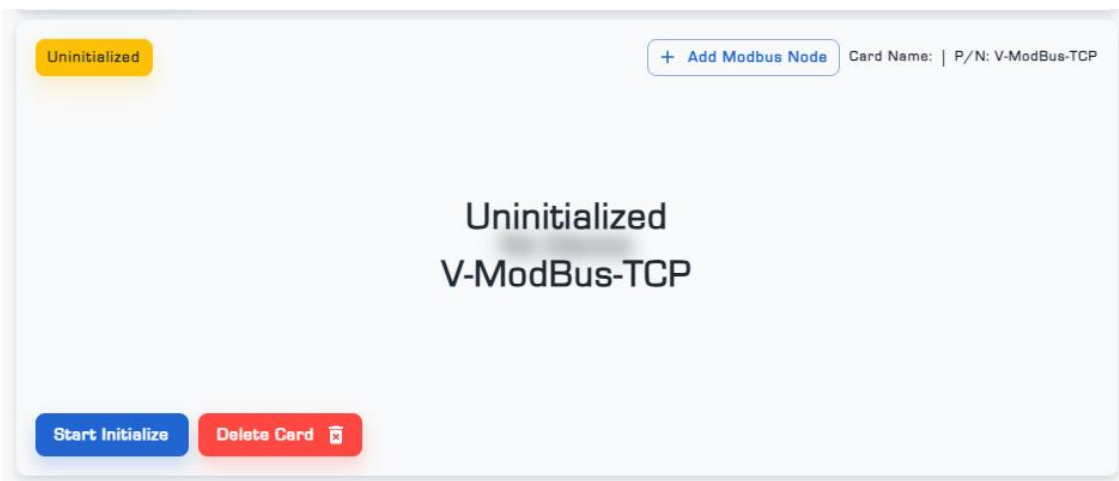 Uninitialized
+ Add Modbus Node
Card Name: | P/N: V-ModBus-TCP
Uninitialized
V-ModBus-TCP
Start Initialize
Delete Card